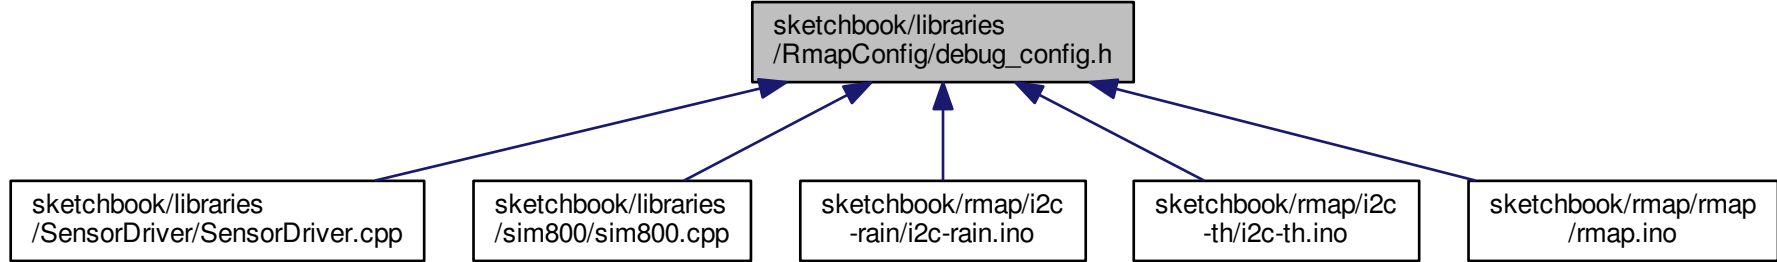 sketchbook/libraries
/RmapConfig/debug_config.h
sketchbook/libraries
/SensorDriver/SensorDriver.cpp
sketchbook/libraries
/sim800/sim800.cpp
sketchbook/rmap/i2c
-rain/i2c-rain.ino
sketchbook/rmap/i2c
-th/i2c-th.ino
sketchbook/rmap/rmap
/rmap.ino